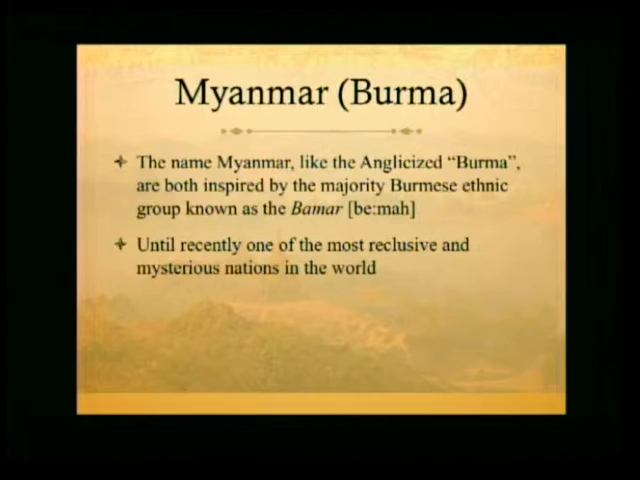 Myanmar (Burma)
The name Myanmar, like the Anglicized “Burma”,
are both inspired by the majority Burmese ethnic
group known as the Bamar [be:mah]
Until recently one of the most reclusive and
mysterious nations in the world